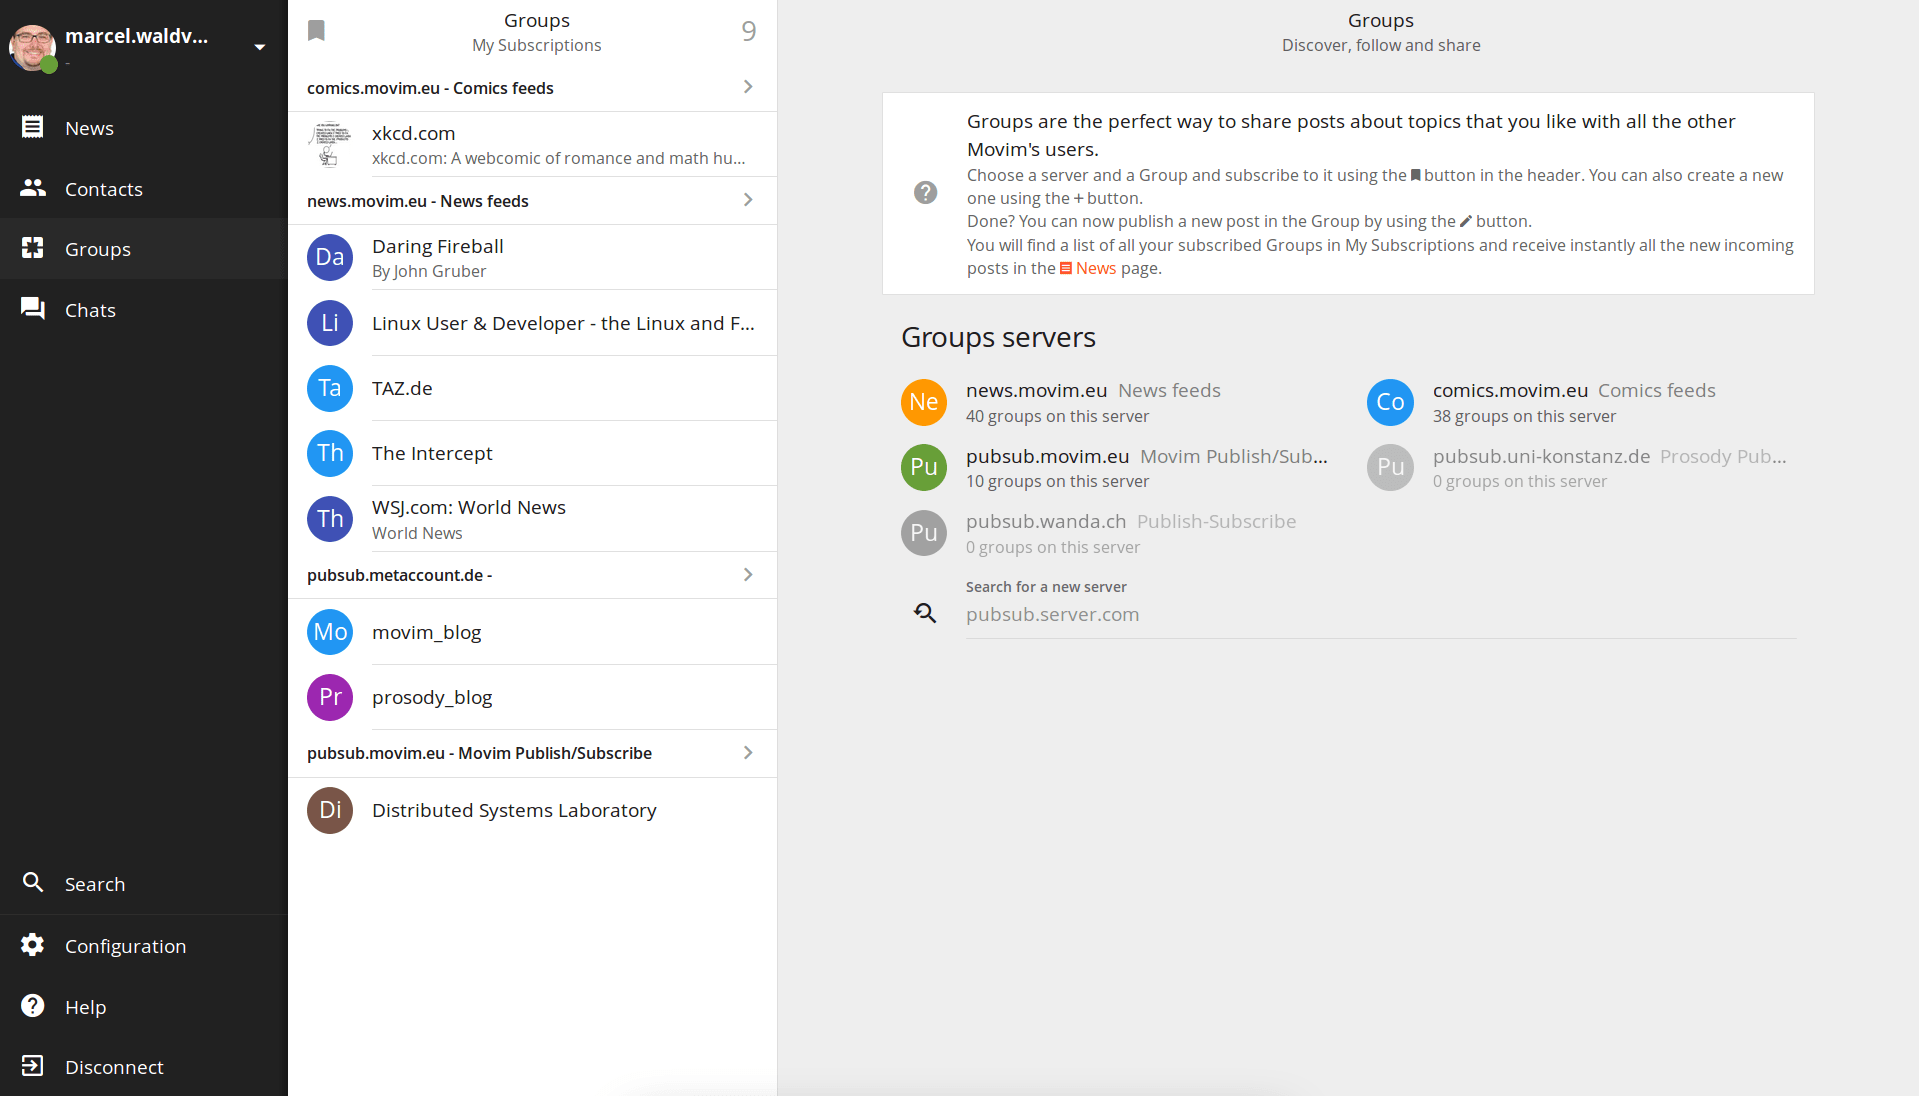 marcel.waldv...
-
News
Contacts
Groups
Chats
Search
Configuration
Help
Disconnect
Groups
My Subscriptions
9
comics.movim.eu - Comics feeds
xkcd.com
xkcd.com: A webcomic of romance and math hu...
news.movim.eu - News feeds
Da
Daring Fireball
By John Gruber
Li
Linux User & Developer - the Linux and F...
Ta
TAZ.de
Th
The Intercept
Th
WSJ.com: World News
World News
pubsub.metaccount.de -
Mo
movim_blog
Pr
prosody_blog
pubsub.movim.eu - Movim Publish/Subscribe
Di
Distributed Systems Laboratory
Groups
Discover, follow and share
Groups are the perfect way to share posts about topics that you like with all the other
Movim's users.
Choose a server and a Group and subscribe to it using the button in the header. You can also create a new
one using the + button.
Done? You can now publish a new post in the Group by using the button.
You will find a list of all your subscribed Groups in My Subscriptions and receive instantly all the new incoming
posts in the News page.
Groups servers
Ne
news.movim.eu News feeds
40 groups on this server
Co
comics.movim.eu Comics feeds
38 groups on this server
Pu
pubsub.movim.eu Movim Publish/Sub...
10 groups on this server
Pu
pubsub.uni-konstanz.de Prosody Pub...
0 groups on this server
Pu
pubsub.wanda.ch Publish-Subscribe
0 groups on this server
Search for a new server
pubsub.server.com